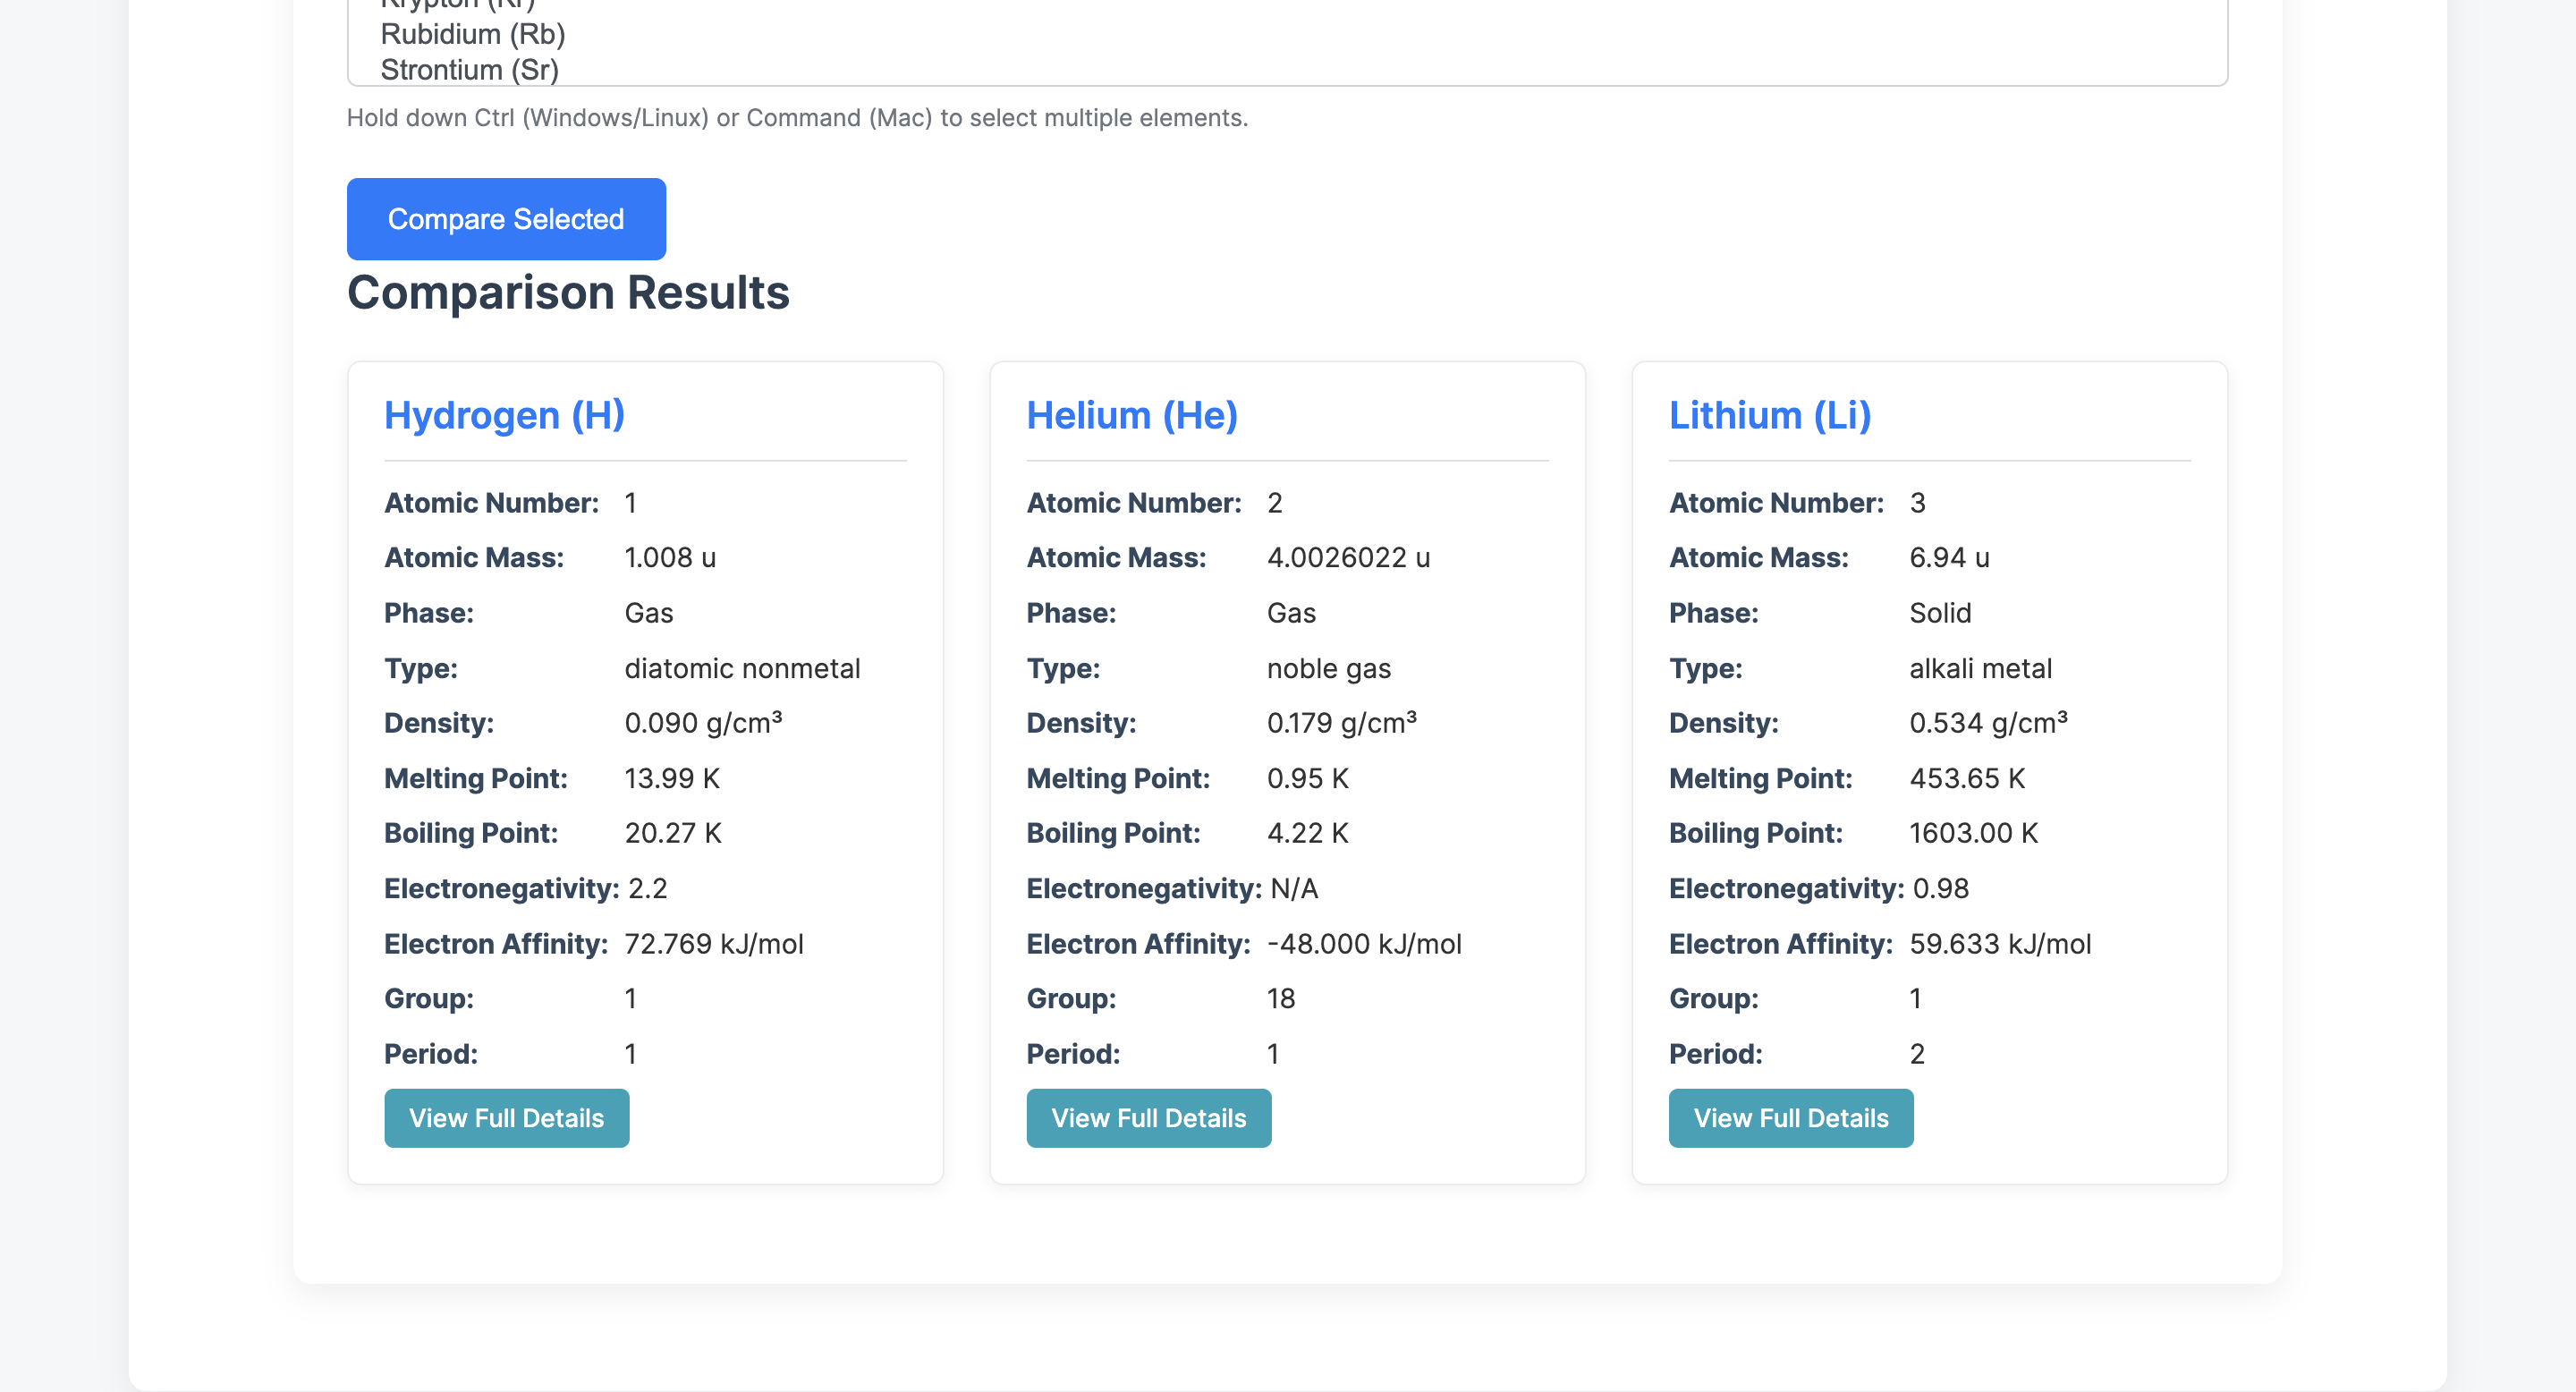 Krypton (Kr)
Rubidium (Rb)
Strontium (Sr)
Hold down Ctrl (Windows/Linux) or Command (Mac) to select multiple elements.
Compare Selected
Comparison Results
Hydrogen (H)
Atomic Number: 1
Atomic Mass: 1.008 u
Phase: Gas
Type: diatomic nonmetal
Density: 0.090 g/cm³
Melting Point: 13.99 K
Boiling Point: 20.27 K
Electronegativity: 2.2
Electron Affinity: 72.769 kJ/mol
Group: 1
Period: 1
View Full Details
Helium (He)
Atomic Number: 2
Atomic Mass: 4.0026022 u
Phase: Gas
Type: noble gas
Density: 0.179 g/cm³
Melting Point: 0.95 K
Boiling Point: 4.22 K
Electronegativity: N/A
Electron Affinity: -48.000 kJ/mol
Group: 18
Period: 1
View Full Details
Lithium (Li)
Atomic Number: 3
Atomic Mass: 6.94 u
Phase: Solid
Type: alkali metal
Density: 0.534 g/cm³
Melting Point: 453.65 K
Boiling Point: 1603.00 K
Electronegativity: 0.98
Electron Affinity: 59.633 kJ/mol
Group: 1
Period: 2
View Full Details